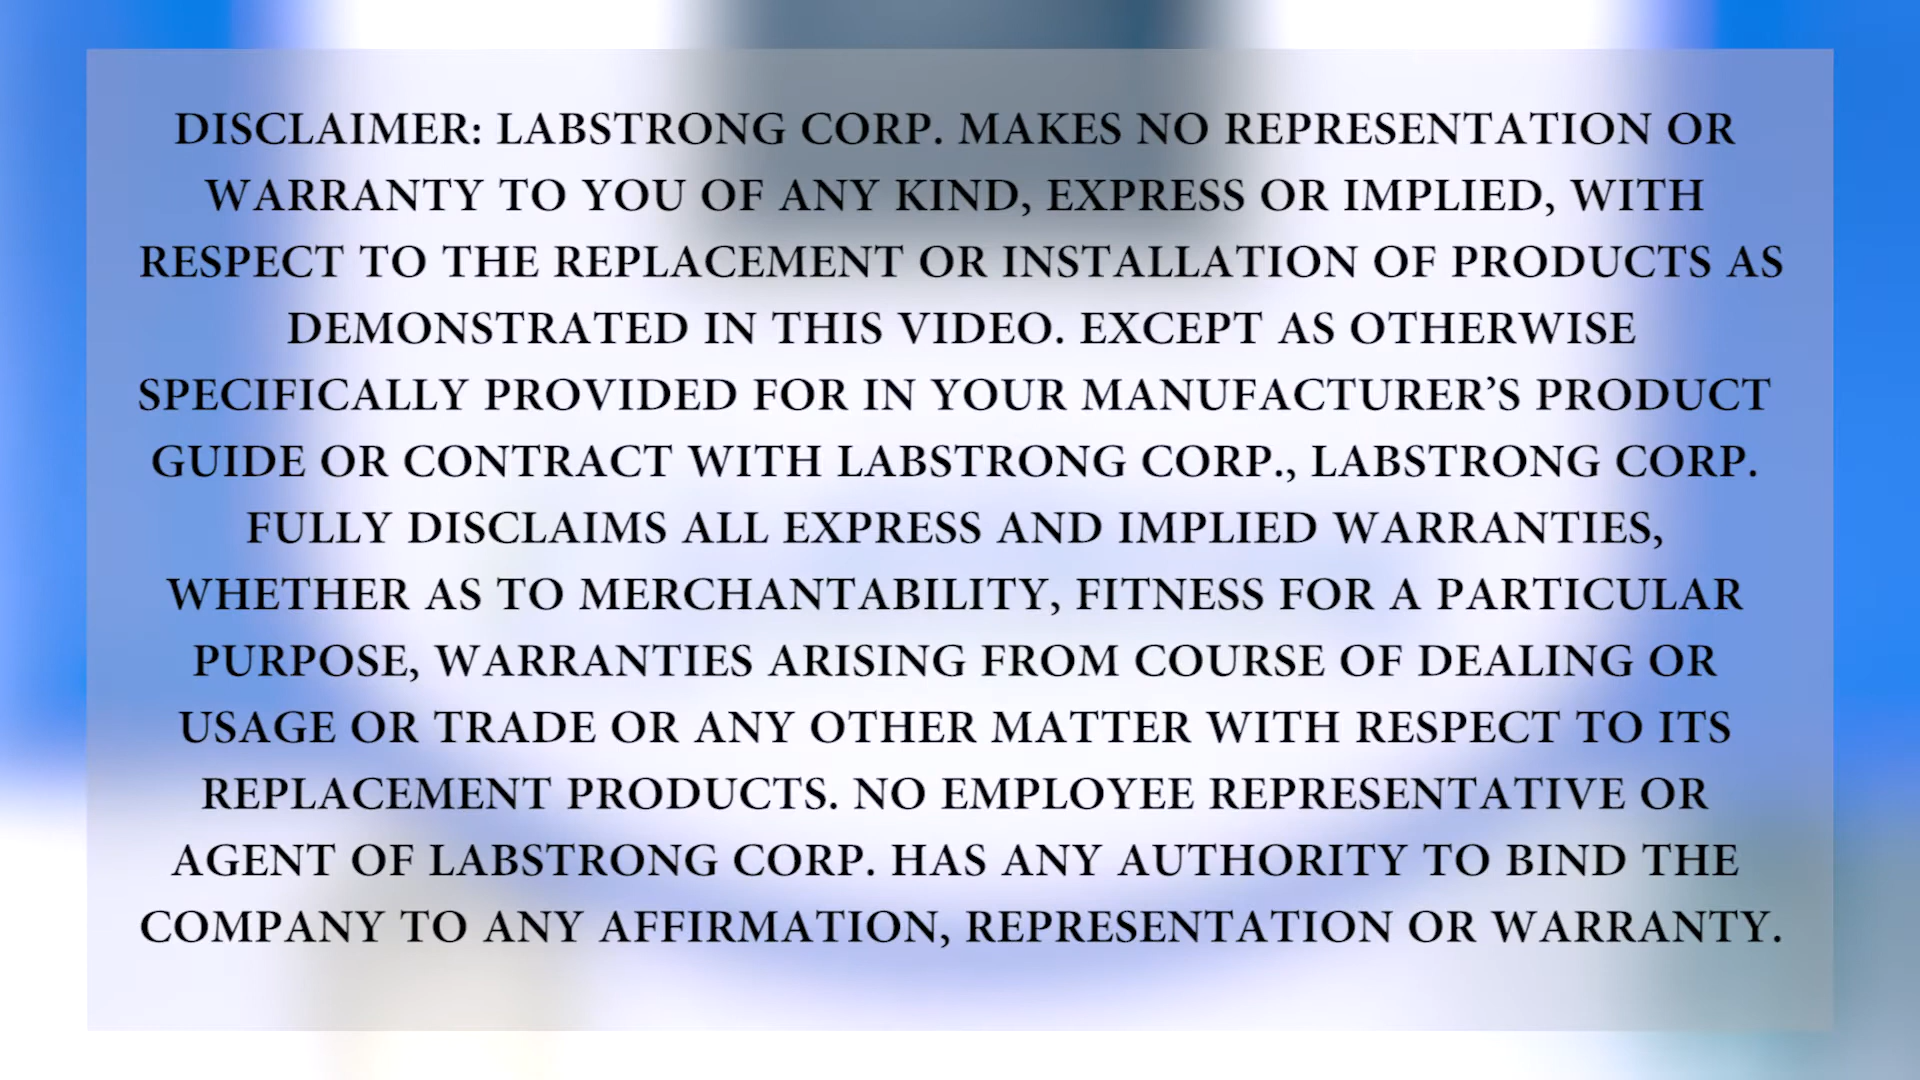 DISCLAIMER: LABSTRONG CORP. MAKES NO REPRESENTATION OR
WARRANTY TO YOU OF ANY KIND, EXPRESS OR IMPLIED, WITH
RESPECT TO THE REPLACEMENT OR INSTALLATION OF PRODUCTS AS
DEMONSTRATED IN THIS VIDEO. EXCEPT AS OTHERWISE
SPECIFICALLY PROVIDED FOR IN YOUR MANUFACTURER’S PRODUCT
GUIDE OR CONTRACT WITH LABSTRONG CORP., LABSTRONG CORP.
FULLY DISCLAIMS ALL EXPRESS AND IMPLIED WARRANTIES,
WHETHER AS TO MERCHANTABILITY, FITNESS FOR A PARTICULAR
PURPOSE, WARRANTIES ARISING FROM COURSE OF DEALING OR
USAGE OR TRADE OR ANY OTHER MATTER WITH RESPECT TO ITS
REPLACEMENT PRODUCTS. NO EMPLOYEE REPRESENTATIVE OR
AGENT OF LABSTRONG CORP. HAS ANY AUTHORITY TO BIND THE
COMPANY TO ANY AFFIRMATION, REPRESENTATION OR WARRANTY.